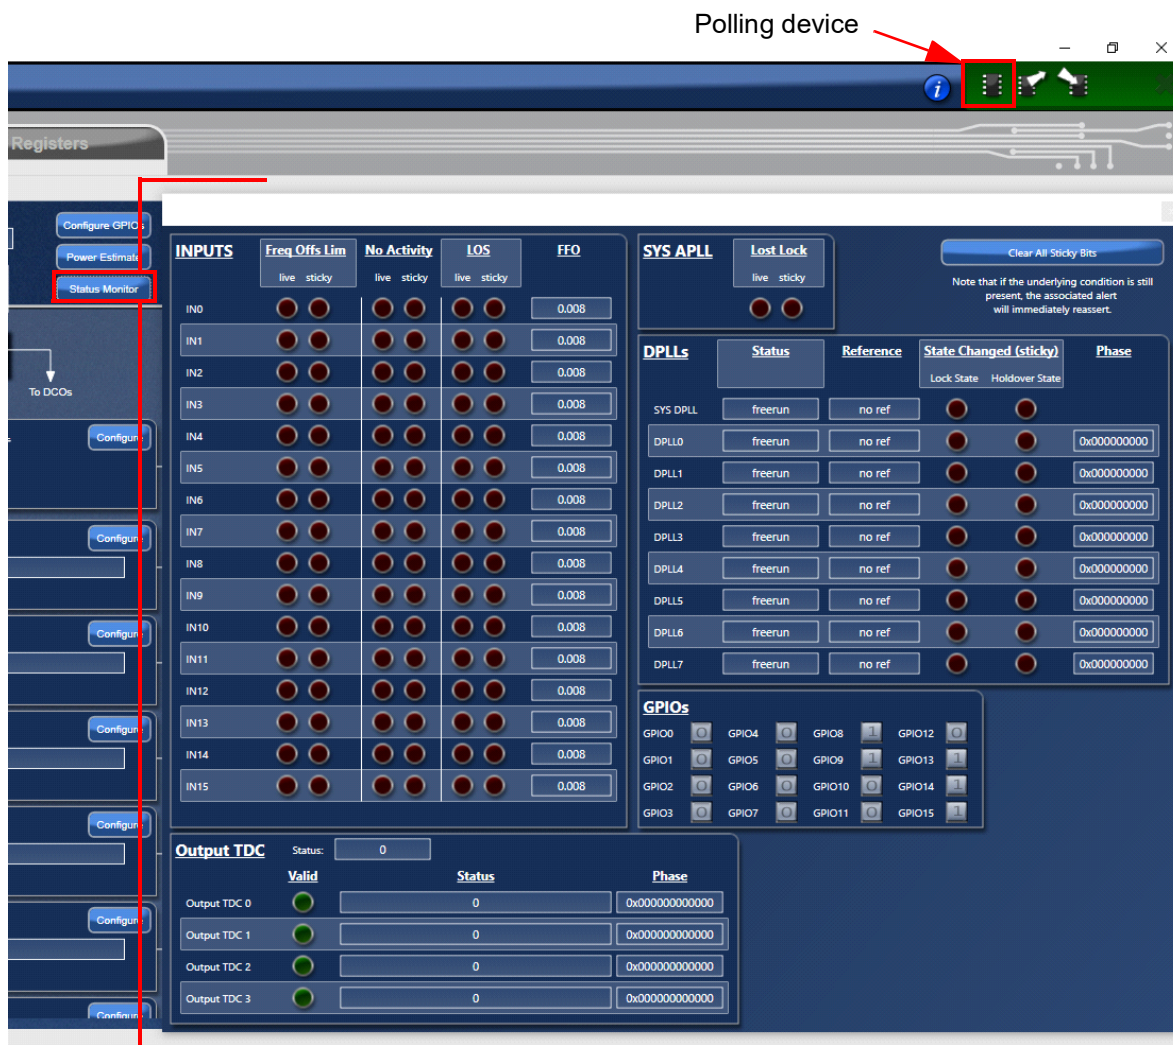 Polling device
i
Registers
Configure GPIOs
Power Estimate
Status Monitor
To DCOs
Configure
Configure
Configure
Configure
Configure
Configure
Configure
INPUTS Freq Offs Lim No Activity LOS FFO
live sticky live sticky live sticky
IN0 0.008
IN1 0.008
IN2 0.008
IN3 0.008
IN4 0.008
IN5 0.008
IN6 0.008
IN7 0.008
IN8 0.008
IN9 0.008
IN10 0.008
IN11 0.008
IN12 0.008
IN13 0.008
IN14 0.008
IN15 0.008
SYS APLL Lost Lock
live sticky
Clear All Sticky Bits
Note that if the underlying condition is still
present, the associated alert
will immediately reassert.
DPLLs Status Reference State Changed (sticky) Phase
Lock State Holdover State
SYS DPLL freerun no ref
DPLL0 freerun no ref 0x000000000
DPLL1 freerun no ref 0x000000000
DPLL2 freerun no ref 0x000000000
DPLL3 freerun no ref 0x000000000
DPLL4 freerun no ref 0x000000000
DPLL5 freerun no ref 0x000000000
DPLL6 freerun no ref 0x000000000
DPLL7 freerun no ref 0x000000000
GPIOs
GPIO0 0 GPIO4 0 GPIO8 1 GPIO12 0
GPIO1 0 GPIO5 0 GPIO9 1 GPIO13 1
GPIO2 0 GPIO6 0 GPIO10 0 GPIO14 1
GPIO3 0 GPIO7 0 GPIO11 0 GPIO15 1
Output TDC Status: 0
Valid Status Phase
Output TDC 0 0 0x000000000000
Output TDC 1 0 0x000000000000
Output TDC 2 0 0x000000000000
Output TDC 3 0 0x000000000000